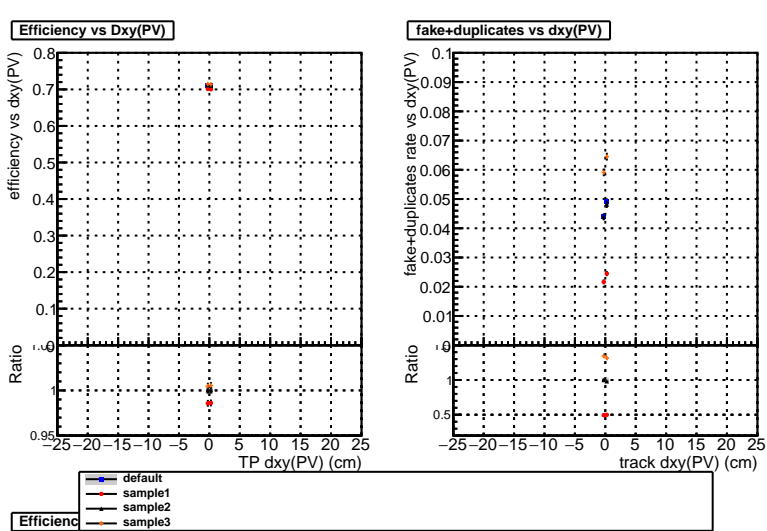 Efficiency vs Dxy(PV)
efficiency vs dxy(PV)
0.8
0.7
0.6
0.5
0.4
0.3
0.2
0.1
0
Ratio
1
0.95
−25 −20 −15 −10 −5 0 5 10 15 20 25
TP dxy(PV) (cm)
fake+duplicates vs dxy(PV)
fake+duplicates rate vs dxy(PV)
0.1
0.09
0.08
0.07
0.06
0.05
0.04
0.03
0.02
0.01
0
Ratio
1
0.5
−25 −20 −15 −10 −5 0 5 10 15 20 25
track dxy(PV) (cm)
default
sample1
sample2
sample3
Efficienc